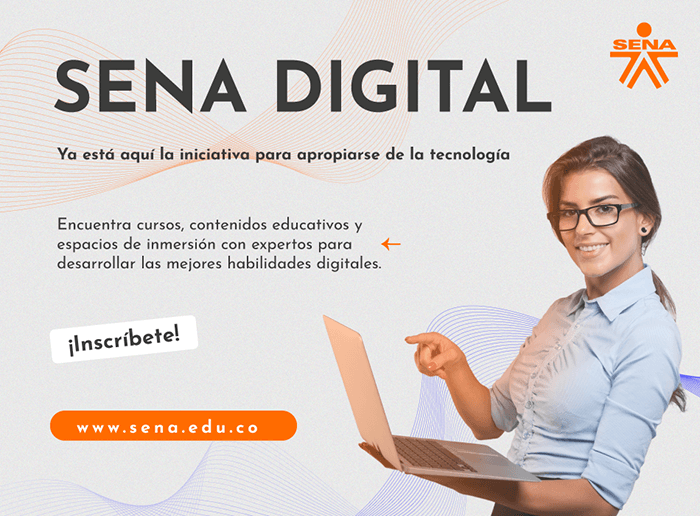 SENA
SENA DIGITAL
Ya está aquí la iniciativa para apropiarse de la tecnología
Encuentra cursos, contenidos educativos y
espacios de inmersión con expertos para
desarrollar las mejores habilidades digitales.
¡Inscríbete!
www.sena.edu.co